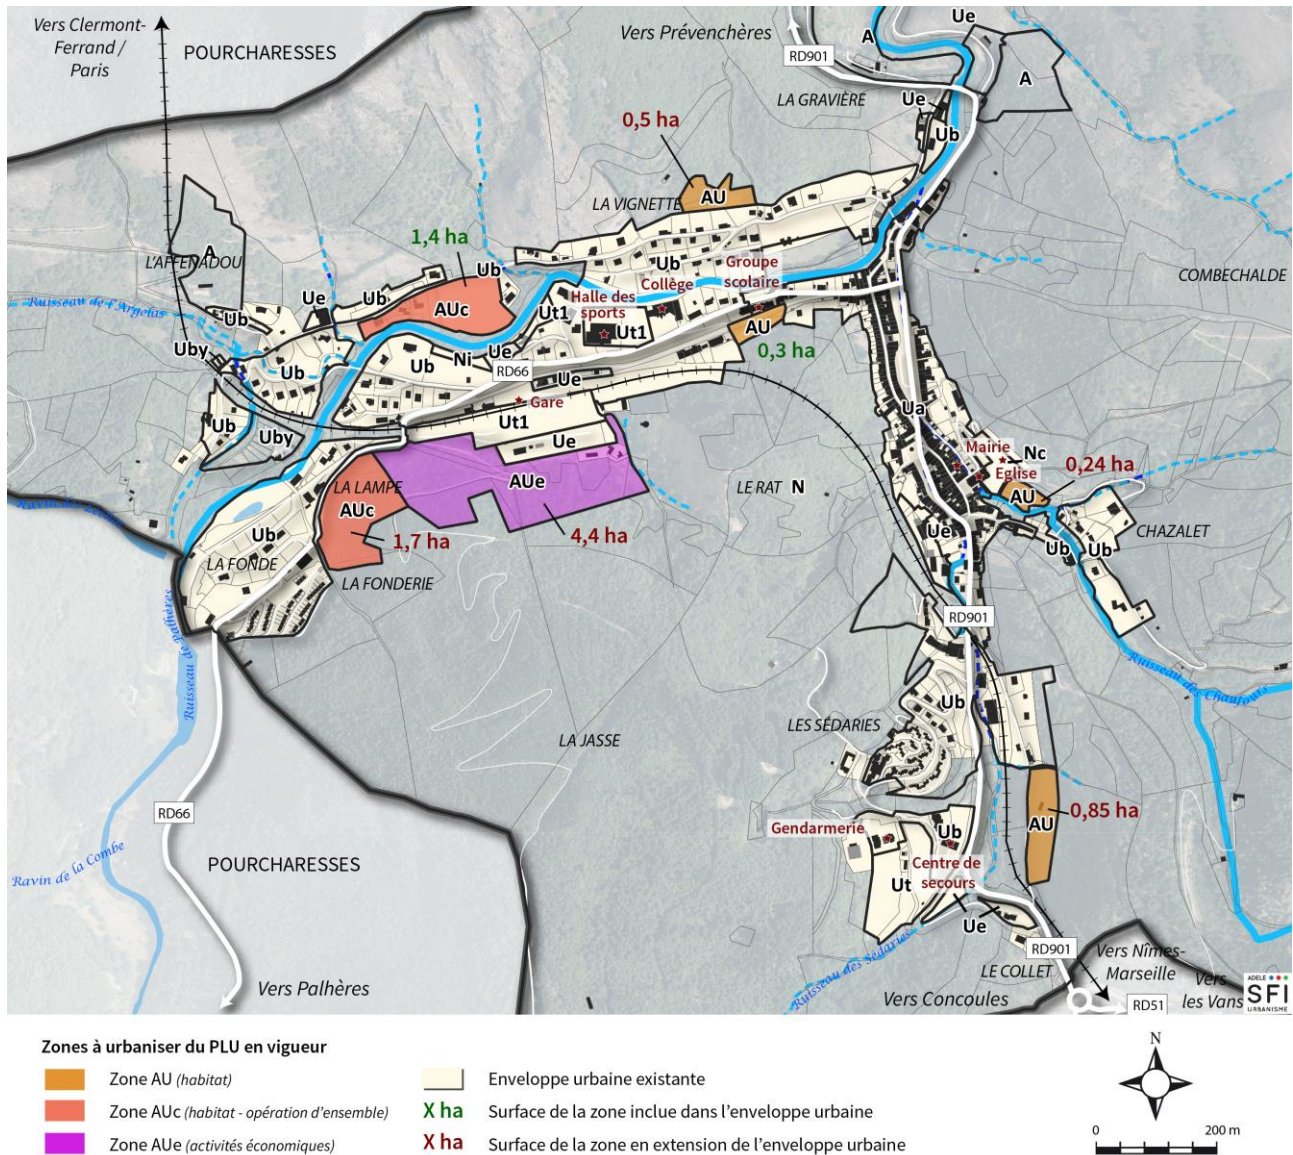 Vers Clermont-
Ferrand /
Paris
POURCHARESSES
Vers Prévenchères
RD901
Ue
A
A
LA GRAVIÈRE
Ue
Ub
0,5 ha
AU
LA VIGNETTE
1,4 ha
A
L'AFFENADOU
Ub
Ub
Groupe
scolaire
Collège
Ub
COMBECHALDE
Ruisseau de l'Argelas
Ue
Ub
AUc
Halle des
sports
Ut1
Ut1
AU
0,3 ha
Uby
Ub
Ub
Ni
Ue
RD66
Ue
Gare
Ub
Uby
Ut1
Ue
Ua
Mairie
Nc
Eglise
0,24 ha
AU
LA LAMPE
AUc
AUe
LE RAT
N
4,4 ha
1,7 ha
Ub
LA FONDE
LA FONDERIE
Ue
Ub
Ub
CHAZALET
Ruisseau de Palhères
RD901
Ruisseau des Chaufours
Ub
LES SÉDARIES
LA JASSE
RD66
0,85 ha
AU
Gendarmerie
Ub
Centre de
secours
Ut
Ue
POURCHARESSES
Ravin de la Combe
Ruisseau des Sédaries
RD901
Vers Nîmes-
Marseille
LE COLLET
Vers Palhères
Vers Concoules
RD51
Vers
les Vans
ADELE
SFI
URBANISME
Zones à urbaniser du PLU en vigueur
Zone AU (habitat)
Zone AUc (habitat - opération d'ensemble)
Zone AUe (activités économiques)
Enveloppe urbaine existante
X ha Surface de la zone inclue dans l'enveloppe urbaine
X ha Surface de la zone en extension de l'enveloppe urbaine
N
0 200 m